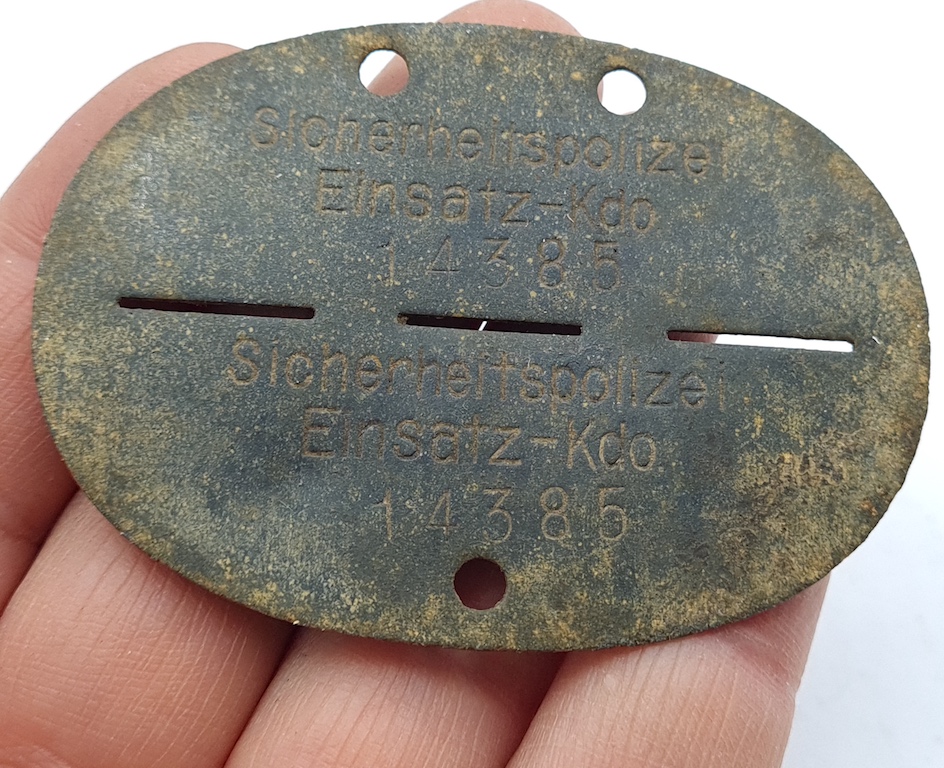 Sicherheitspolizei
Einsatz-Kdo
14385
Sicherheitspolizei
Einsatz-Kdo
14385